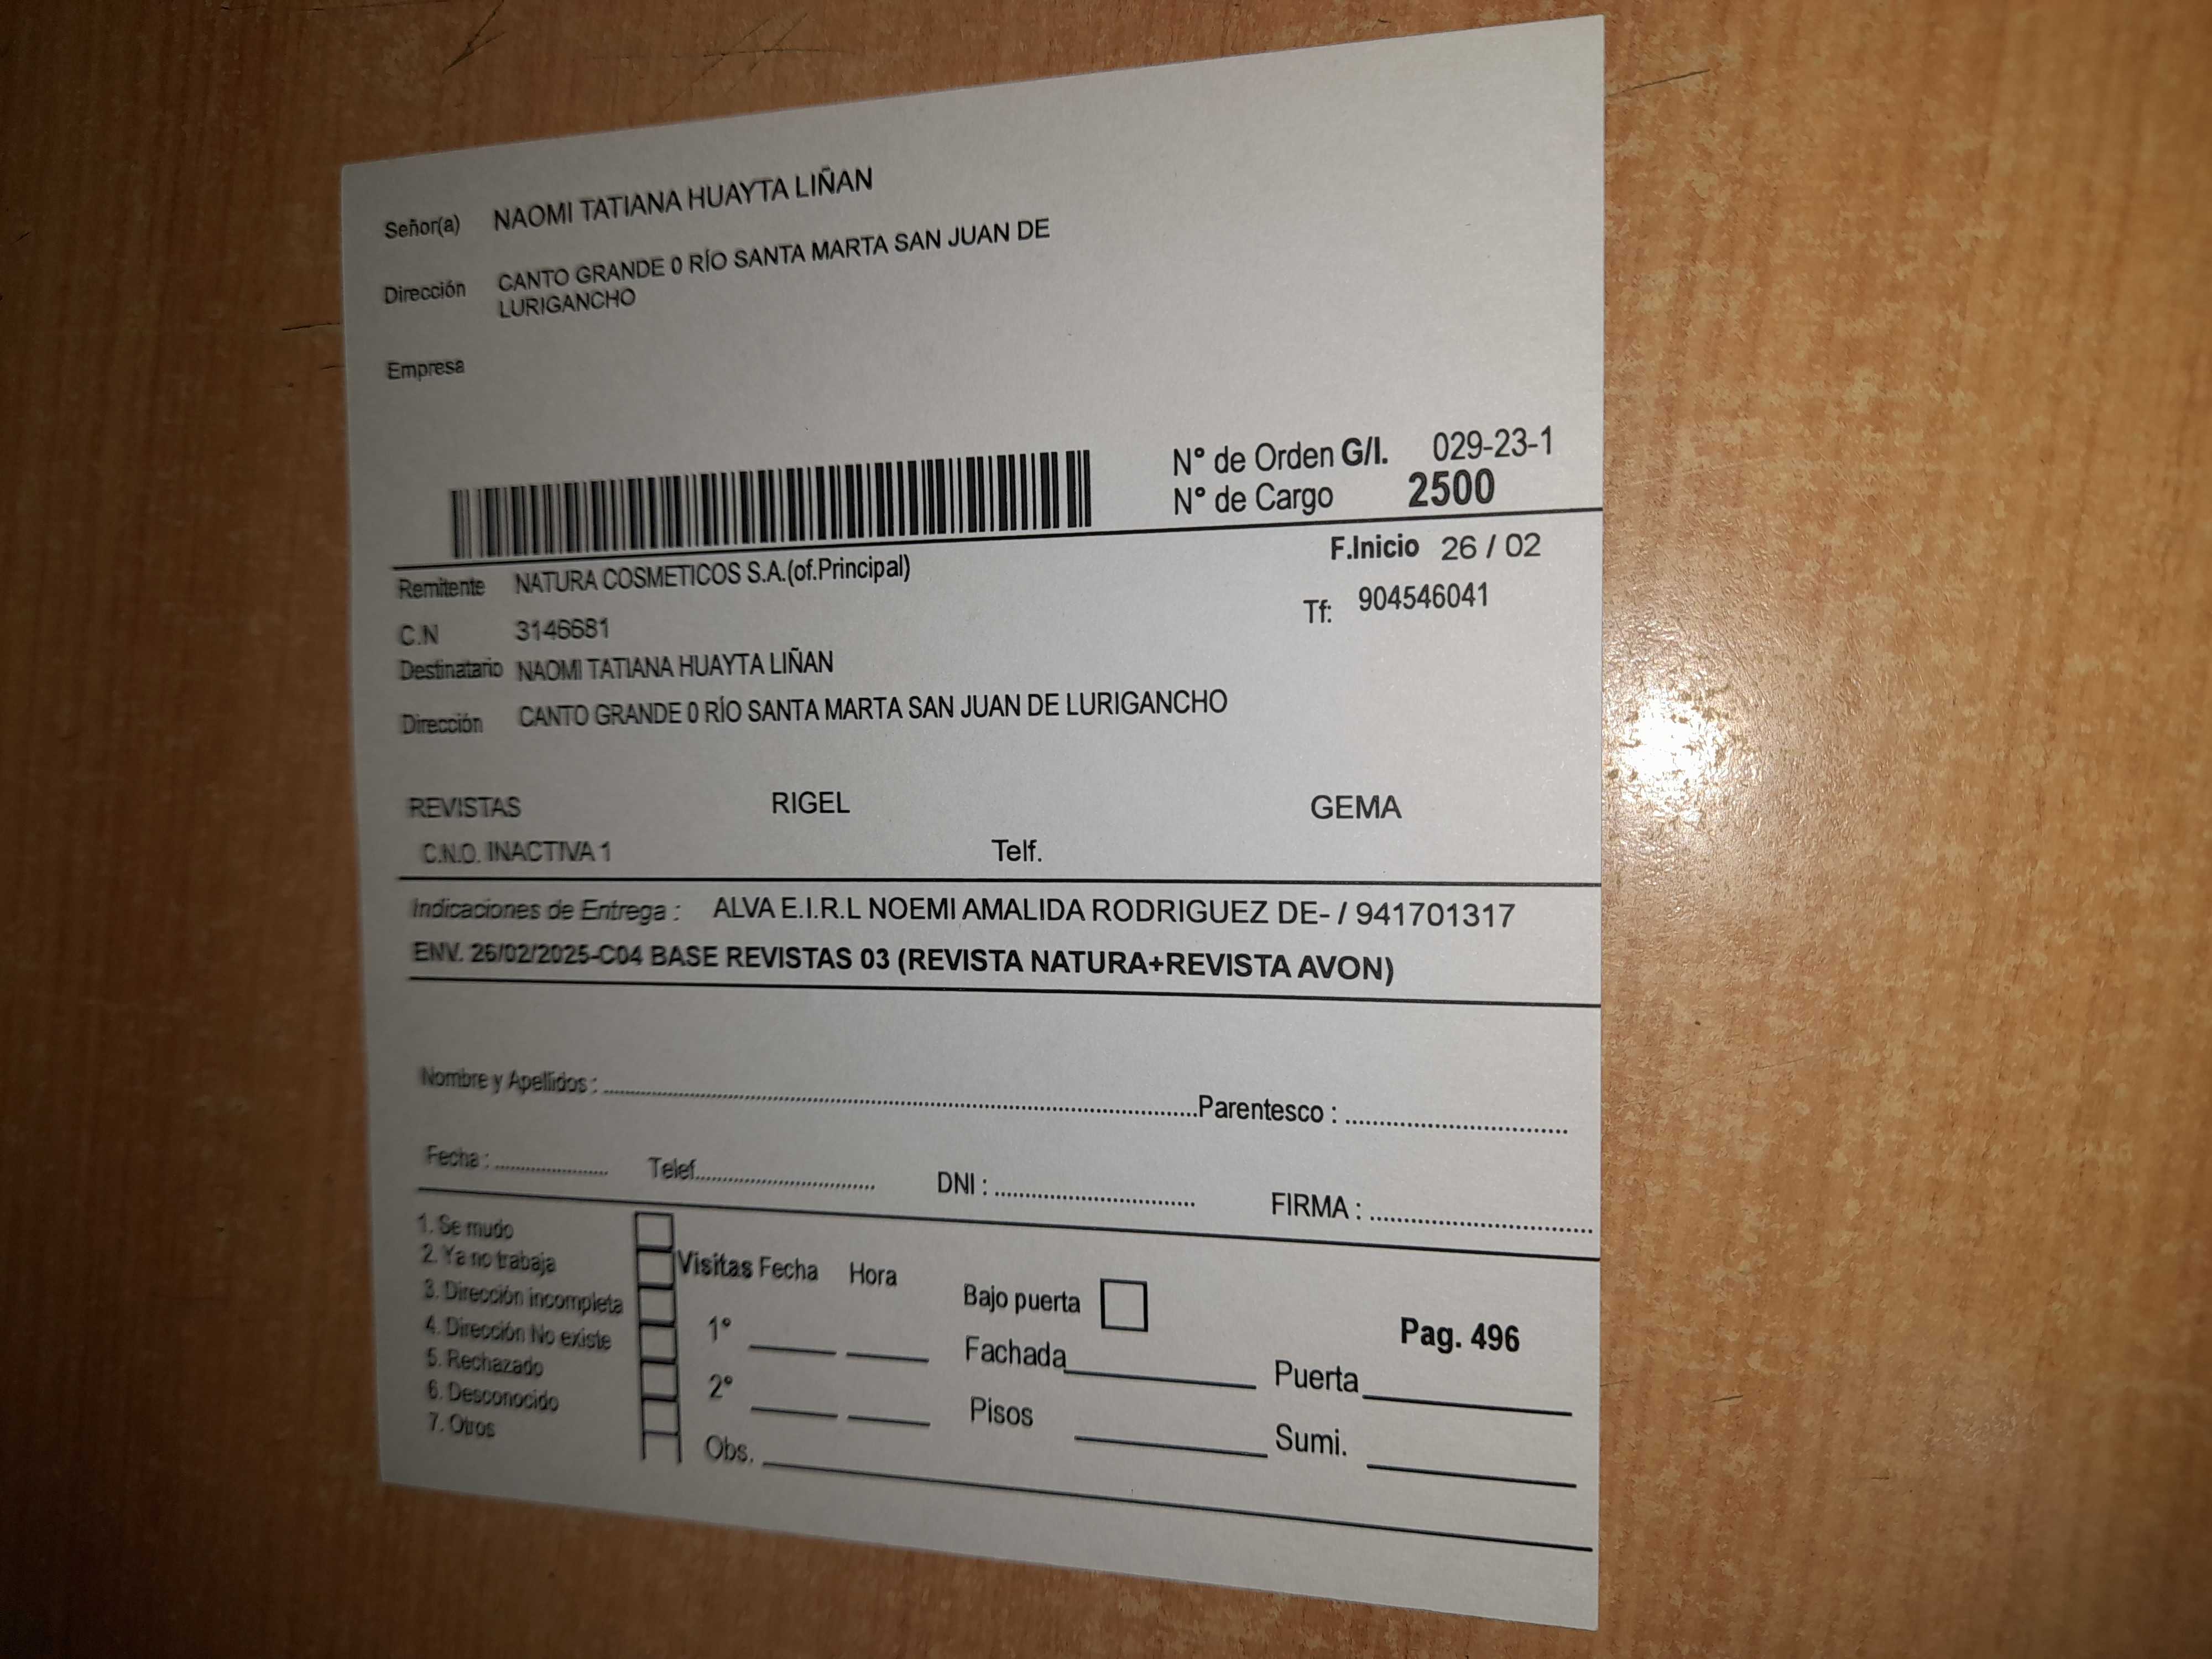 Señor(a) NAOMI TATIANA HUAYTA LIÑAN
Dirección CANTO GRANDE 0 RÍO SANTA MARTA SAN JUAN DE
LURIGANCHO
Empresa
N° de Orden G/I. 029-23-1
N° de Cargo 2500
F.Inicio 26 / 02
Remitente NATURA COSMETICOS S.A.(of.Principal)
Tf: 904546041
C.N 3146681
Destinatario NAOMI TATIANA HUAYTA LIÑAN
Dirección CANTO GRANDE 0 RÍO SANTA MARTA SAN JUAN DE LURIGANCHO
REVISTAS RIGEL GEMA
C.N.O. INACTIVA 1 Telf.
Indicaciones de Entrega : ALVA E.I.R.L NOEMI AMALIDA RODRIGUEZ DE- / 941701317
ENV. 26/02/2025-C04 BASE REVISTAS 03 (REVISTA NATURA+REVISTA AVON)
Nombre y Apellidos : Parentesco :
Fecha : Telef. DNI : FIRMA :
1. Se mudo
2. Ya no trabaja
3. Dirección incompleta
4. Dirección No existe
5. Rechazado
6. Desconocido
7. Otros
Visitas Fecha Hora
1°
2°
Obs.
Bajo puerta
Fachada
Pisos
Pag. 496
Puerta
Sumi.